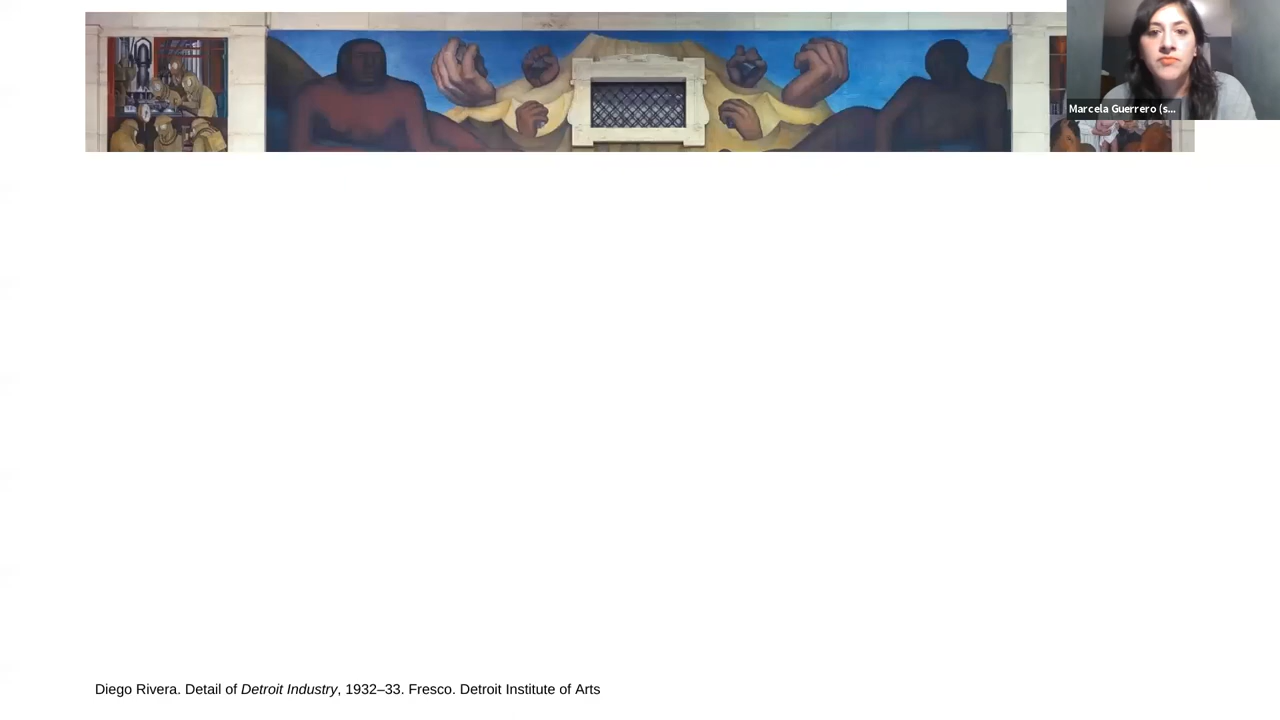 Marcela Guerrero (s...
Diego Rivera. Detail of Detroit Industry, 1932–33. Fresco. Detroit Institute of Arts